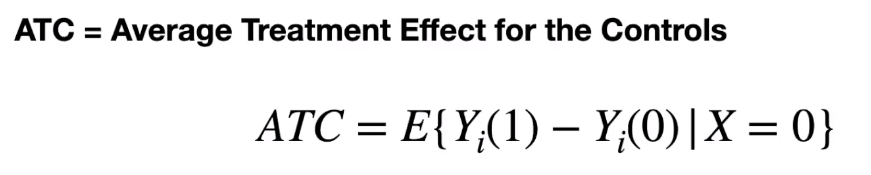 ATC = Average Treatment Effect for the Controls
ATC = E{Y_i(1) − Y_i(0) | X = 0}